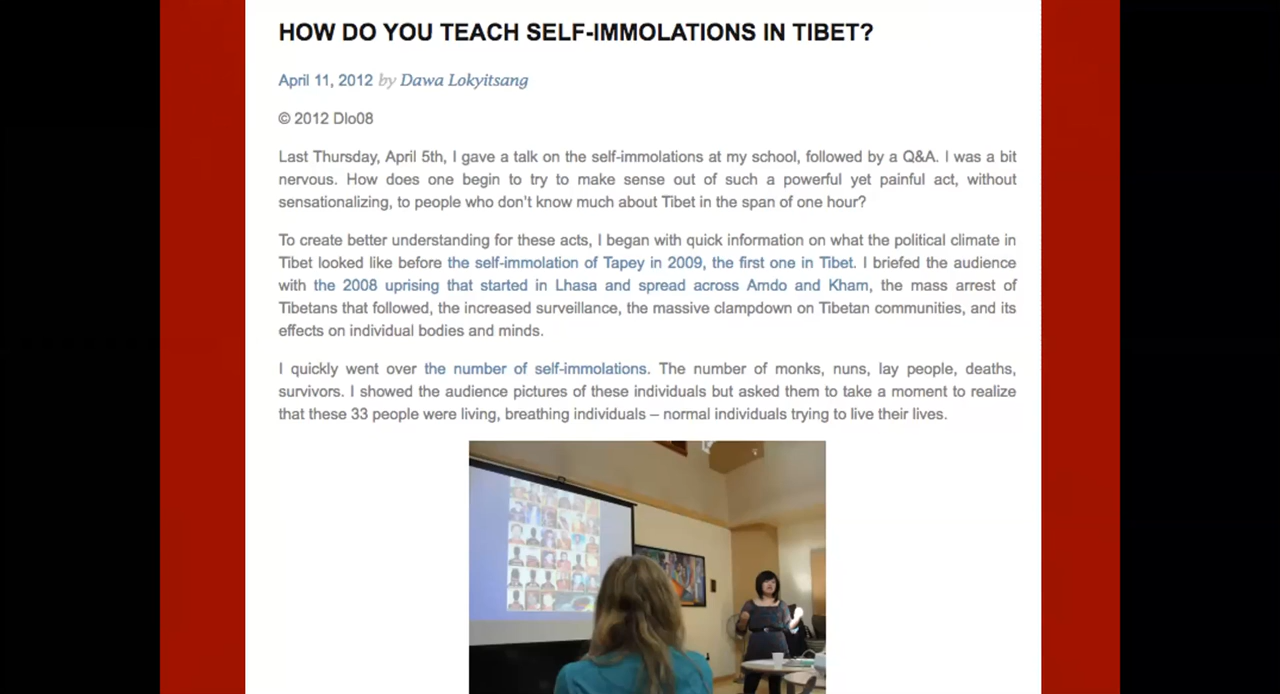 HOW DO YOU TEACH SELF-IMMOLATIONS IN TIBET?
April 11, 2012 by Dawa Lokyitsang
© 2012 Dlo08
Last Thursday, April 5th, I gave a talk on the self-immolations at my school, followed by a Q&A. I was a bit
nervous. How does one begin to try to make sense out of such a powerful yet painful act, without
sensationalizing, to people who don't know much about Tibet in the span of one hour?
To create better understanding for these acts, I began with quick information on what the political climate in
Tibet looked like before the self-immolation of Tapey in 2009, the first one in Tibet. I briefed the audience
with the 2008 uprising that started in Lhasa and spread across Amdo and Kham, the mass arrest of
Tibetans that followed, the increased surveillance, the massive clampdown on Tibetan communities, and its
effects on individual bodies and minds.
I quickly went over the number of self-immolations. The number of monks, nuns, lay people, deaths,
survivors. I showed the audience pictures of these individuals but asked them to take a moment to realize
that these 33 people were living, breathing individuals – normal individuals trying to live their lives.